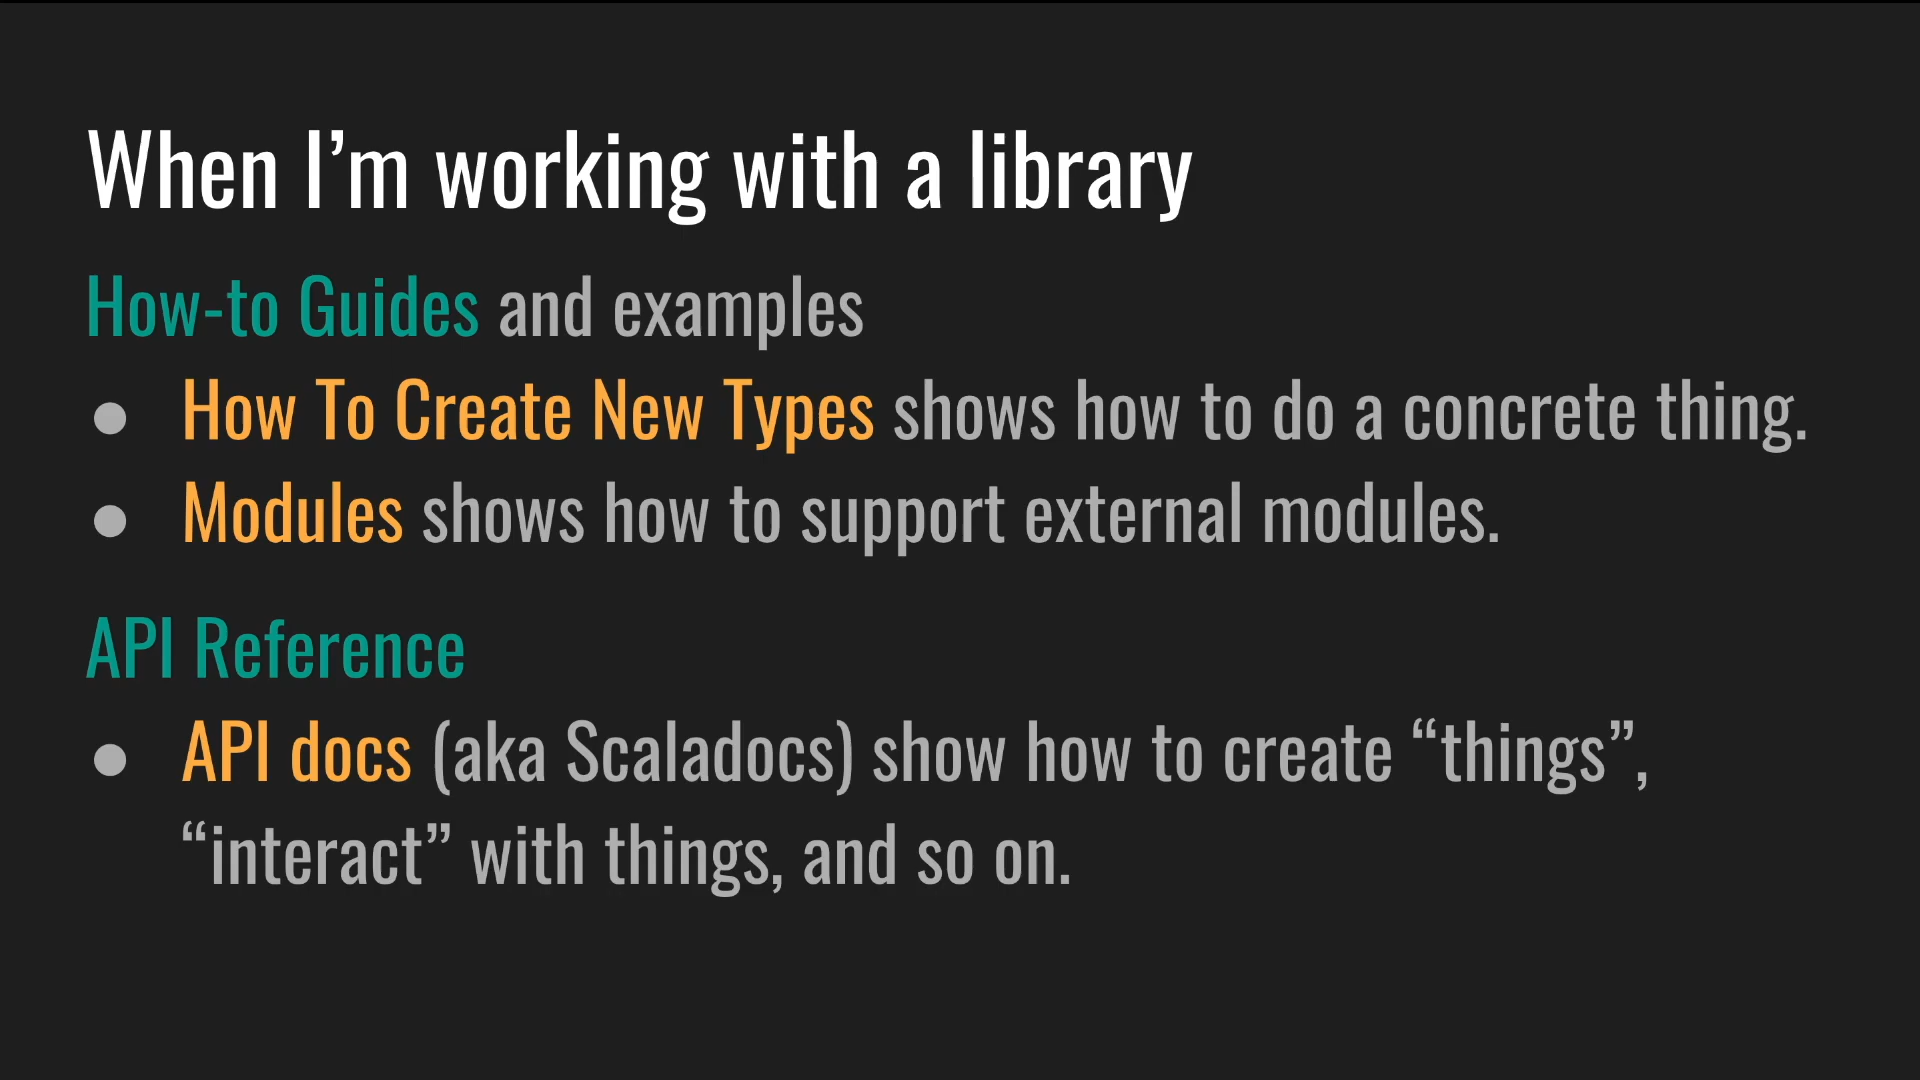 When I’m working with a library
How-to Guides and examples
● How To Create New Types shows how to do a concrete thing.
● Modules shows how to support external modules.
API Reference
● API docs (aka Scaladocs) show how to create “things”,
“interact” with things, and so on.